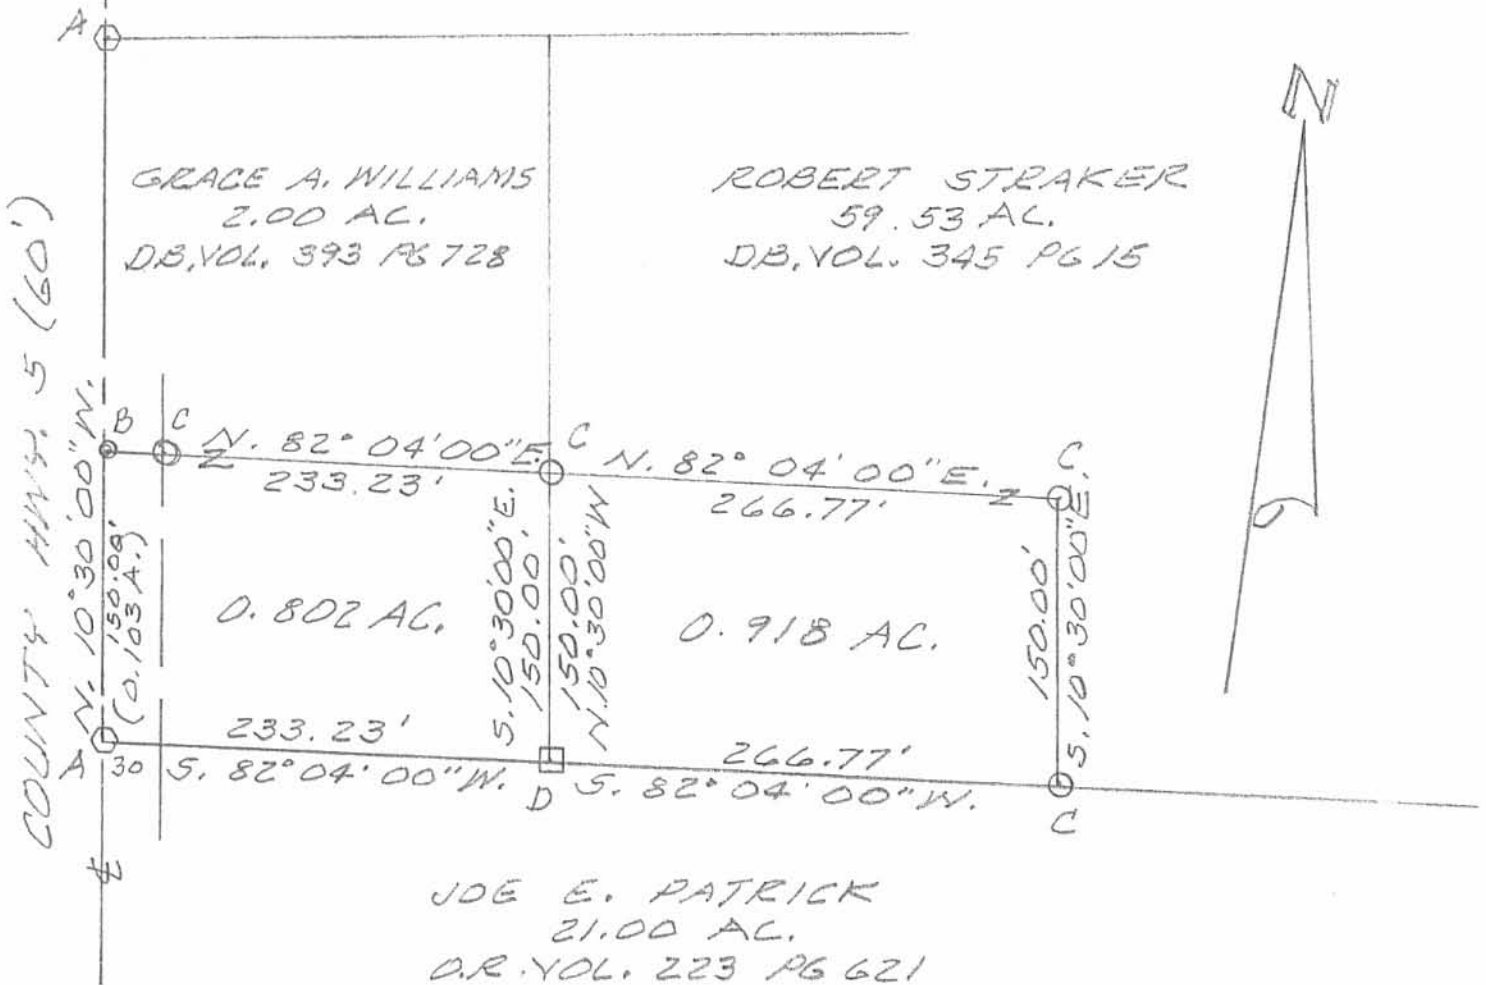 A
N
GRACE A. WILLIAMS
2.00 AC.
D.B. VOL. 393 PG 728
ROBERT STRAKER
59.53 AC.
D.B. VOL. 345 PG 15
COUNTY HWY. 5 (60')
N. 10° 30' 00" W.
150.00'
(0.103 A.)
B
C
N. 82° 04' 00" E.
Z
233.23'
C
N. 82° 04' 00" E.
Z
266.77'
C
S. 10° 30' 00" E.
150.00'
150.00'
N. 10° 30' 00" W
150.00'
S. 10° 30' 00" E.
0.802 AC.
0.918 AC.
233.23'
A
30
S. 82° 04' 00" W.
D
266.77'
S. 82° 04' 00" W.
C
JOE E. PATRICK
21.00 AC.
O.R. VOL. 223 PG 621